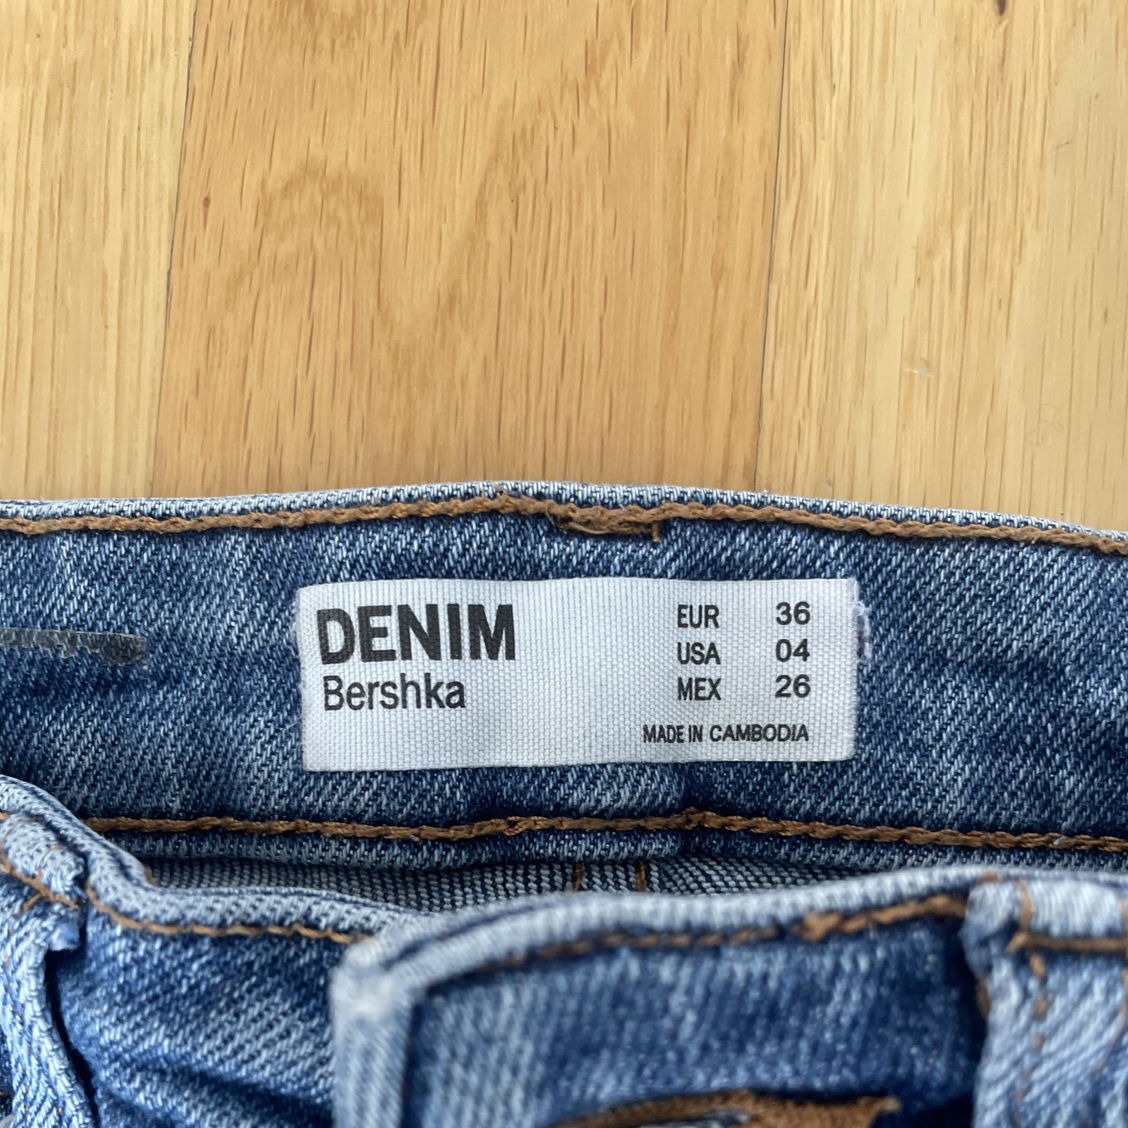 DENIM
Bershka
EUR 36
USA 04
MEX 26
MADE IN CAMBODIA